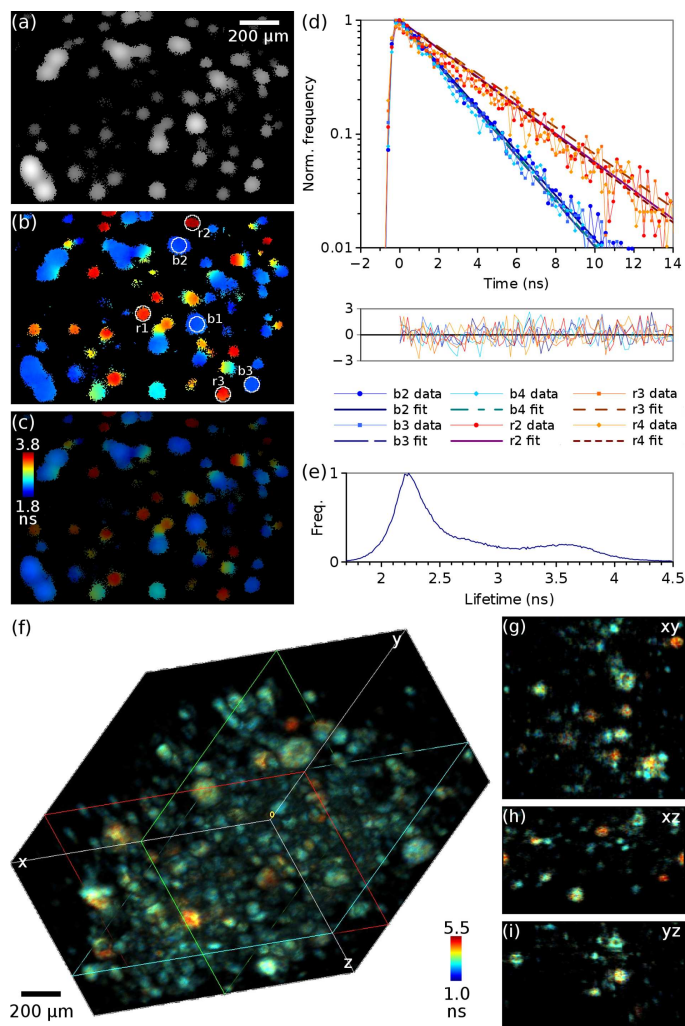 (a)
200 µm
(b)
r2
b2
r1
b1
r3
b3
(c)
3.8
1.8
ns
(d)
Norm. frequency
1
0.1
0.01
−2 0 2 4 6 8 10 12 14
Time (ns)
3
0
−3
b2 data b4 data r3 data
b2 fit b4 fit r3 fit
b3 data r2 data r4 data
b3 fit r2 fit r4 fit
(e)
Freq.
1
0
2 2.5 3 3.5 4 4.5
Lifetime (ns)
(f)
y
0
x
z
200 µm
5.5
1.0
ns
(g) xy
(h) xz
(i) yz